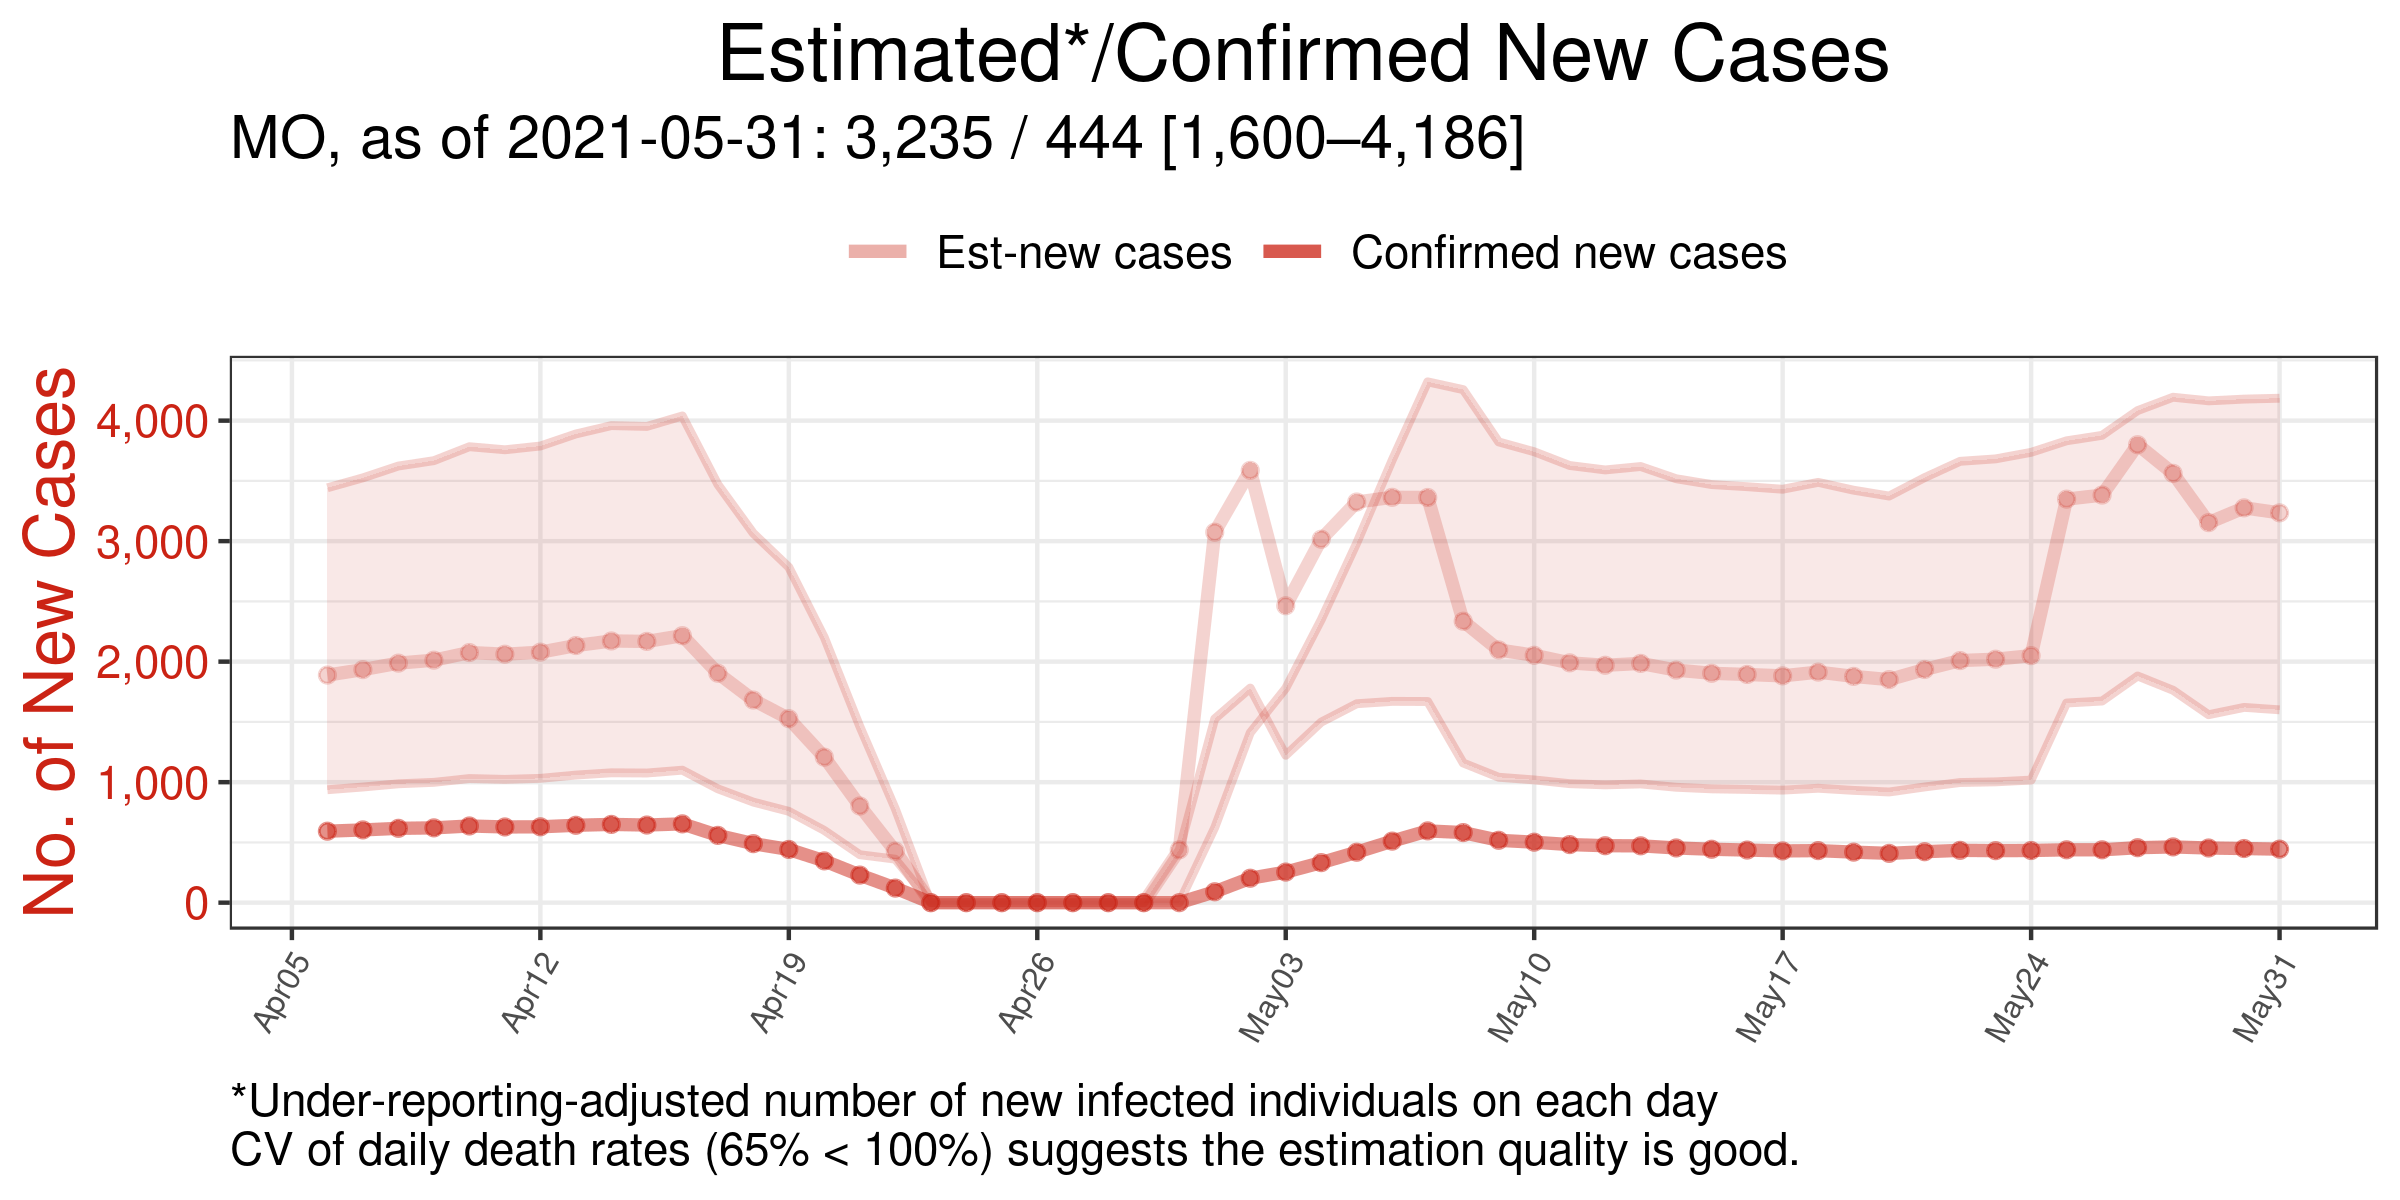 Estimated*/Confirmed New Cases
MO, as of 2021-05-31: 3,235 / 444 [1,600–4,186]
Est-new cases
Confirmed new cases
No. of New Cases
4,000
3,000
2,000
1,000
0
Apr05
Apr12
Apr19
Apr26
May03
May10
May17
May24
May31
*Under-reporting-adjusted number of new infected individuals on each day
CV of daily death rates (65% < 100%) suggests the estimation quality is good.